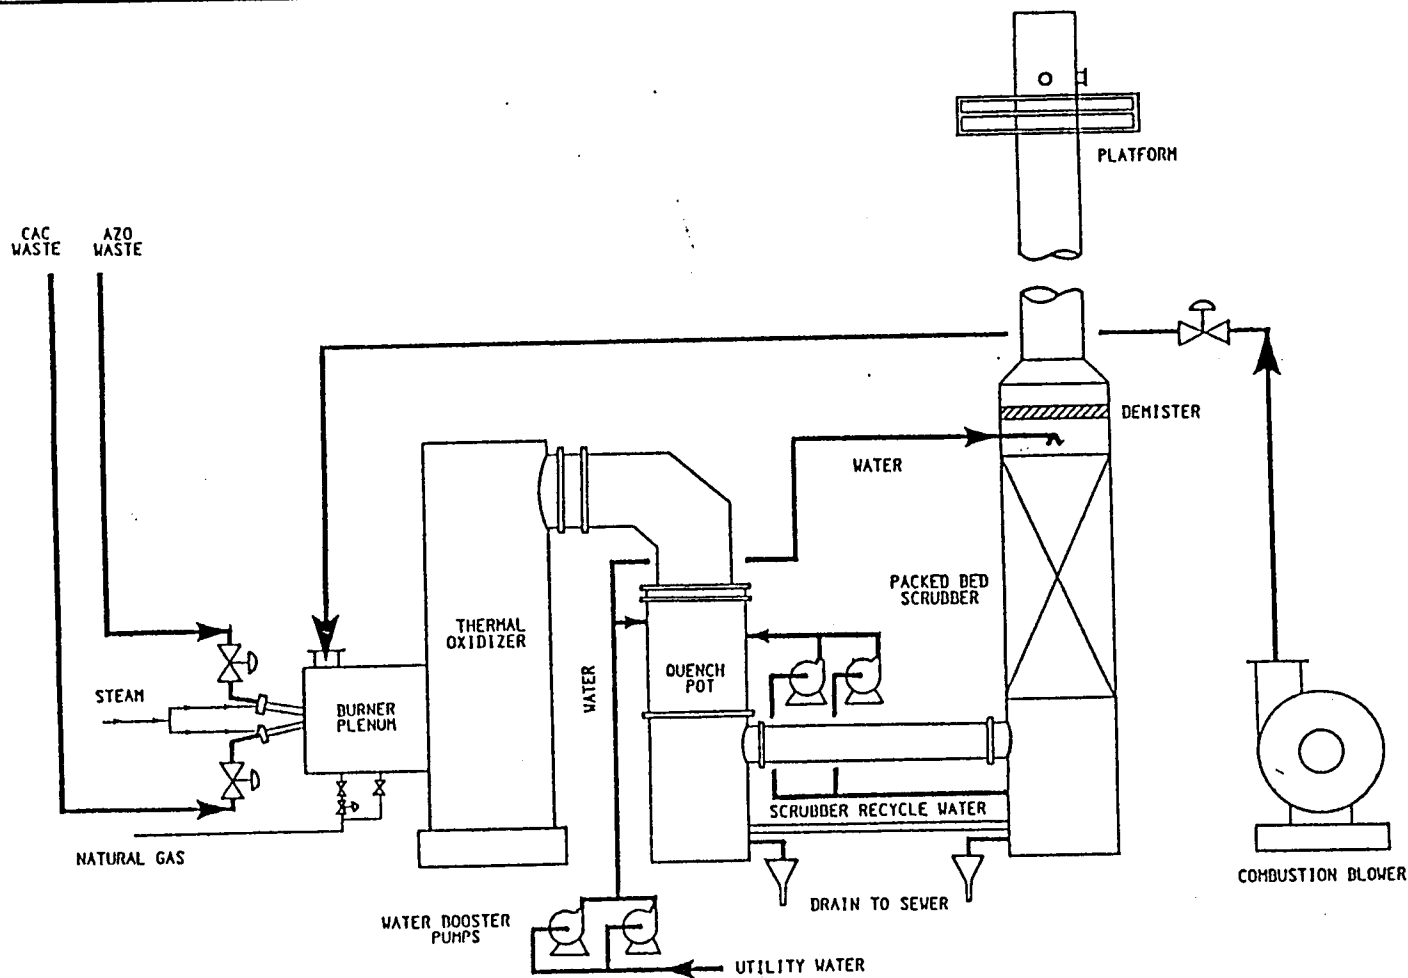 PLATFORM
CAC
WASTE
AZO
WASTE
DEMISTER
WATER
PACKED BED
SCRUBBER
THERMAL
OXIDIZER
QUENCH
POT
WATER
STEAM
BURNER
PLENUM
SCRUBBER RECYCLE WATER
NATURAL GAS
COMBUSTION BLOWER
DRAIN TO SEWER
WATER BOOSTER
PUMPS
UTILITY WATER